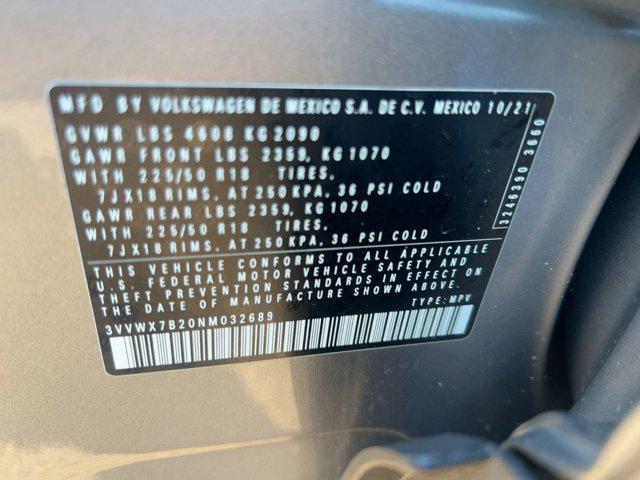 MFD BY VOLKSWAGEN DE MEXICO S.A. DE C.V. MEXICO 10/21
GVWR LBS 4608 KG 2090
GAWR FRONT LBS 2359, KG 1070
WITH 225/50 R18 TIRES.
7JX18 RIMS, AT 250 KPA, 36 PSI COLD
GAWR REAR LBS 2359, KG 1070
WITH 225/50 R18 TIRES.
7JX18 RIMS, AT 250 KPA, 36 PSI COLD
THIS VEHICLE CONFORMS TO ALL APPLICABLE
U.S. FEDERAL MOTOR VEHICLE SAFETY AND
THEFT PREVENTION STANDARDS IN EFFECT ON
THE DATE OF MANUFACTURE SHOWN ABOVE.
3VVWX7B20NM032689 TYPE: MPV
3246390 3660